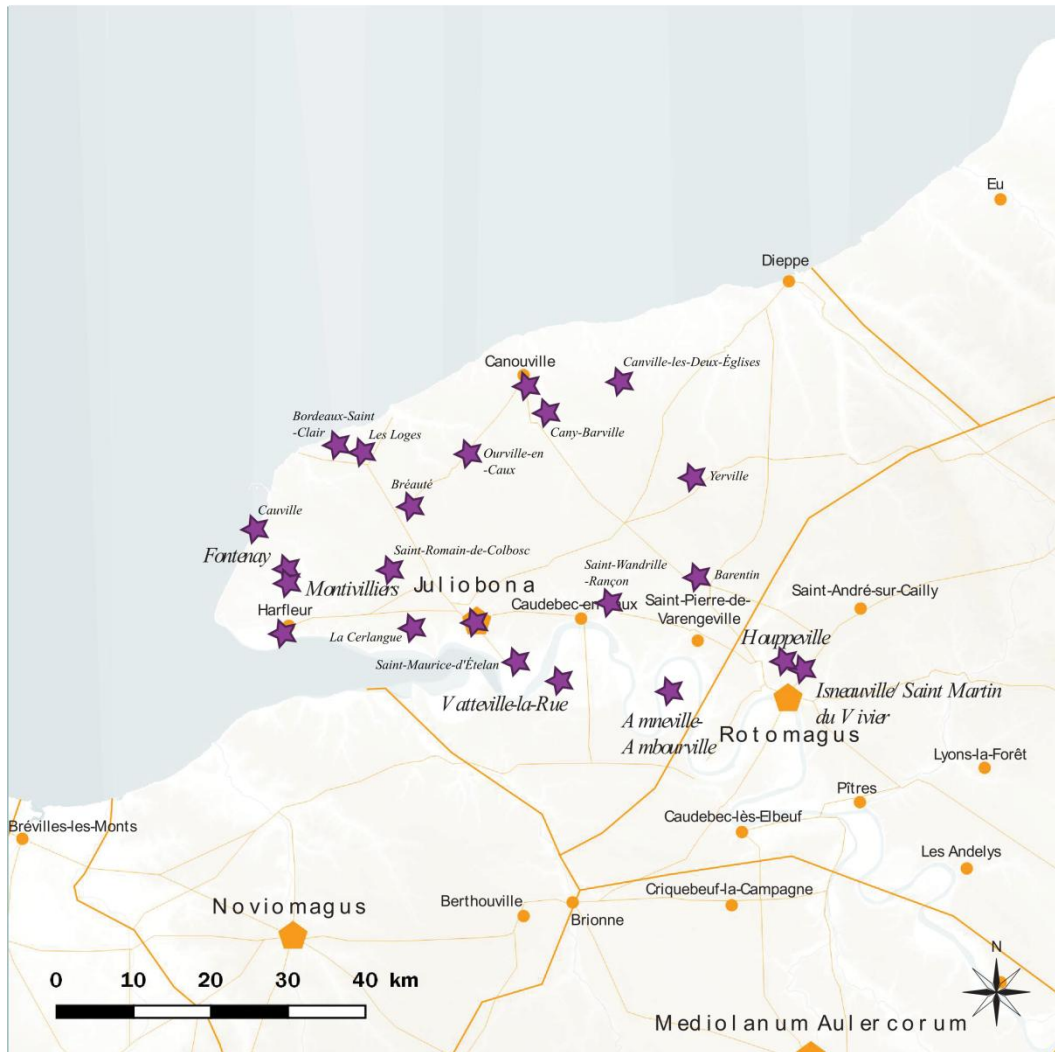 Eu
Dieppe
Canouville
Canville-les-Deux-Églises
Bordeaux-Saint
-Clair
Les Loges
Cany-Barville
Ourville-en
-Caux
Bréauté
Yerville
Cauville
Fontenay
Saint-Romain-de-Colbosc
Saint-Wandrille
-Rançon
Barentin
Montivilliers
Juliobona
Harfleur
Caudebec-en-Caux
Saint-Pierre-de-
Varengeville
Saint-André-sur-Cailly
La Cerlangue
Houppeville
Saint-Maurice-d'Ételan
Vatteville-la-Rue
Isneauville/ Saint Martin
du Vivier
Amneville-
Ambourville
Rotomagus
Lyons-la-Forêt
Pîtres
Bréville-les-Monts
Caudebec-lès-Elbeuf
Les Andelys
Noviomagus
Berthouville
Brionne
Criquebeuf-la-Campagne
N
0 10 20 30 40 km
Mediolanum Aulercorum